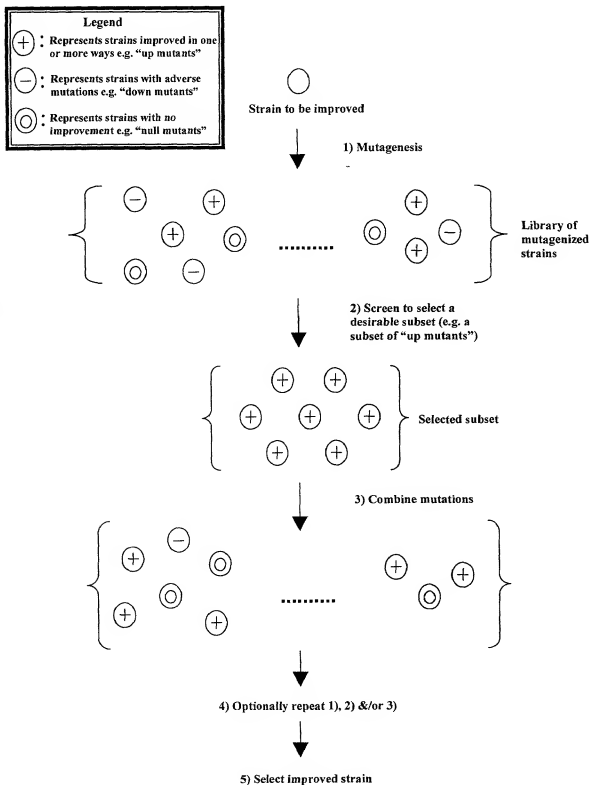 Legend
+ : Represents strains improved in one
or more ways e.g. “up mutants”
− : Represents strains with adverse
mutations e.g. “down mutants”
Represents strains with no
improvement e.g. “null mutants”
Strain to be improved
1) Mutagenesis
Library of
mutagenized
strains
2) Screen to select a
desirable subset (e.g. a
subset of “up mutants”)
Selected subset
3) Combine mutations
4) Optionally repeat 1), 2) &/or 3)
5) Select improved strain